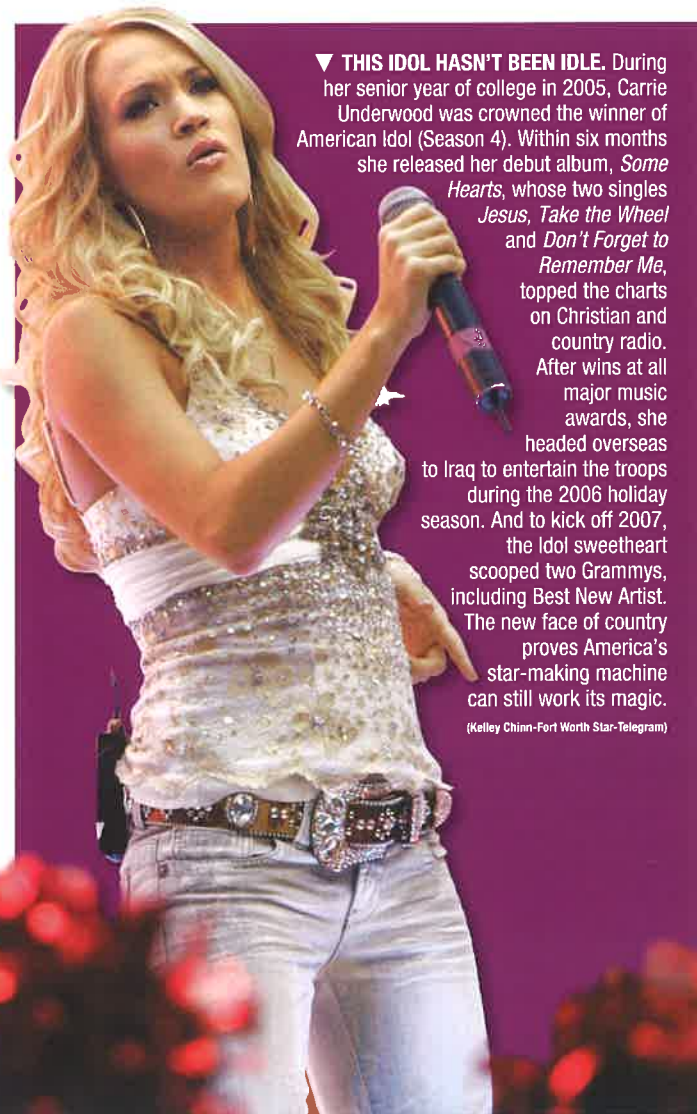 ▼ THIS IDOL HASN'T BEEN IDLE. During
her senior year of college in 2005, Carrie
Underwood was crowned the winner of
American Idol (Season 4). Within six months
she released her debut album, Some
Hearts, whose two singles
Jesus, Take the Wheel
and Don't Forget to
Remember Me,
topped the charts
on Christian and
country radio.
After wins at all
major music
awards, she
headed overseas
to Iraq to entertain the troops
during the 2006 holiday
season. And to kick off 2007,
the Idol sweetheart
scooped two Grammys,
including Best New Artist.
The new face of country
proves America's
star-making machine
can still work its magic.
(Kelley Chinn-Fort Worth Star-Telegram)